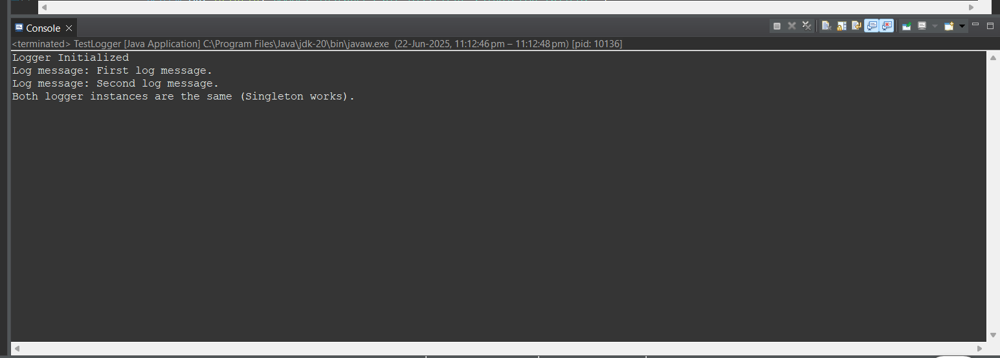 Console
<terminated> TestLogger [Java Application] C:\Program Files\Java\jdk-20\bin\javaw.exe (22-Jun-2025, 11:12:46 pm – 11:12:48 pm) [pid: 10136]
Logger Initialized
Log message: First log message.
Log message: Second log message.
Both logger instances are the same (Singleton works).